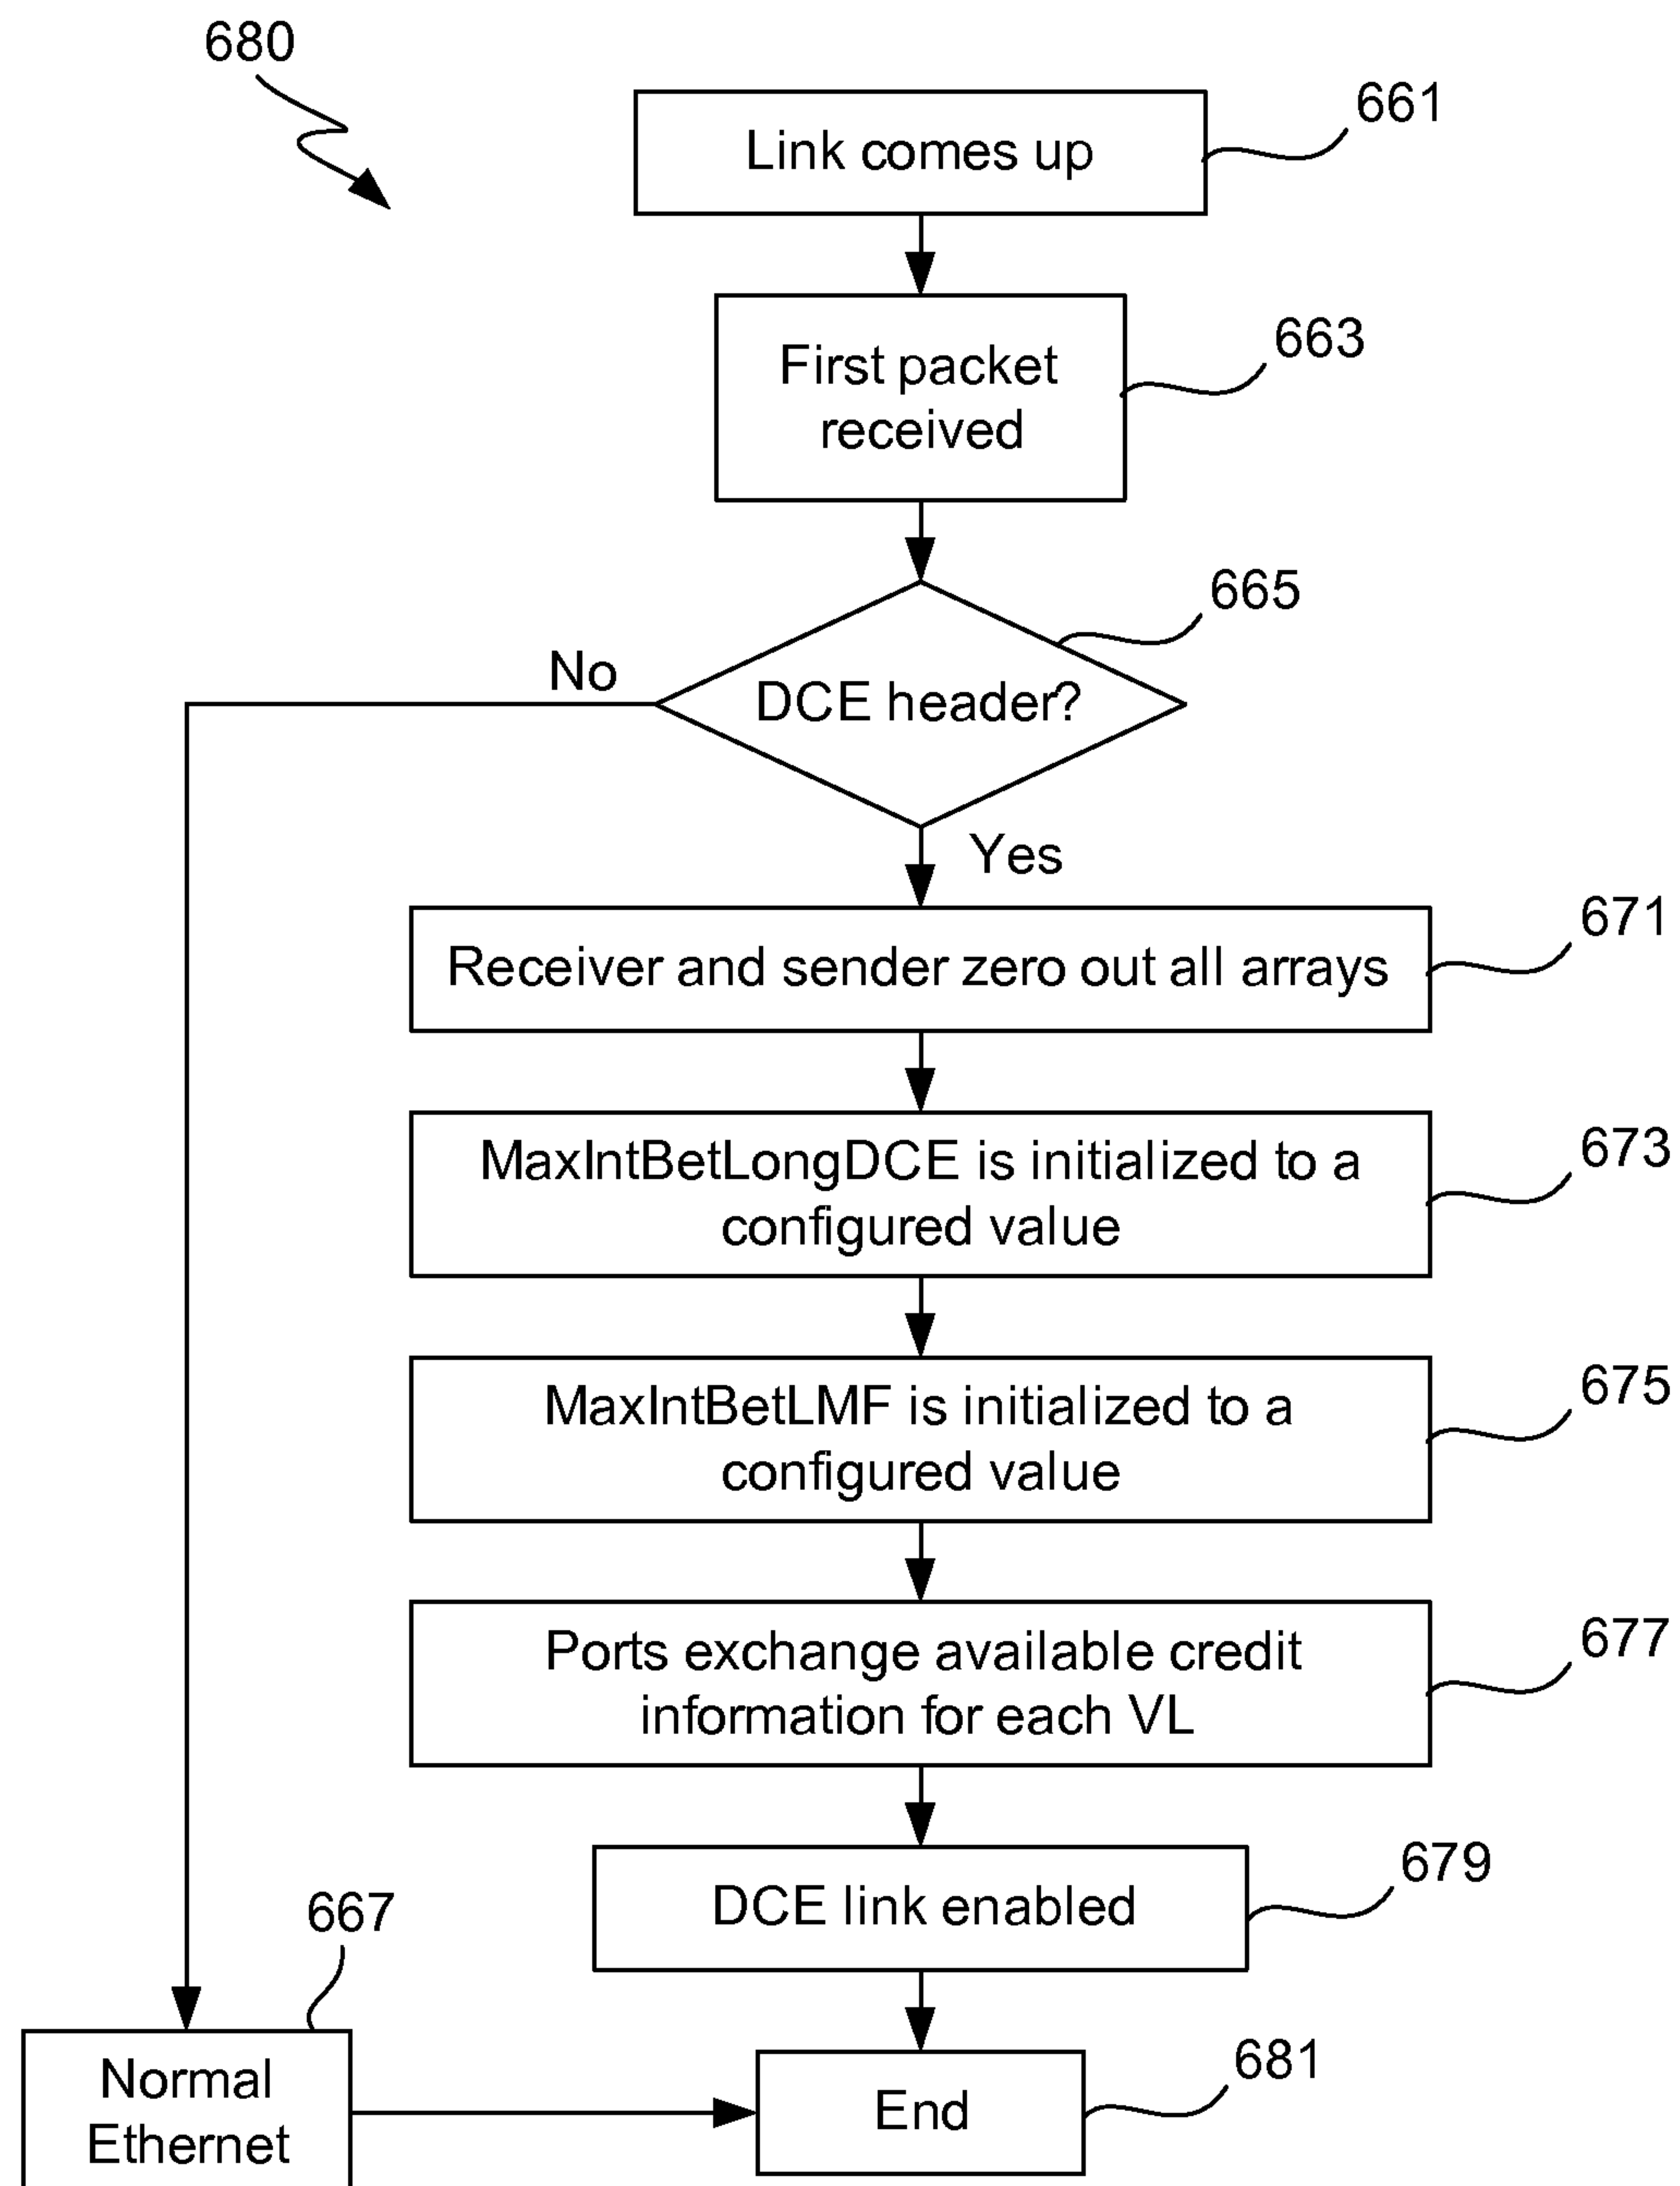 680
661
Link comes up
663
First packet
received
665
No
DCE header?
Yes
671
Receiver and sender zero out all arrays
673
MaxIntBetLongDCE is initialized to a
configured value
675
MaxIntBetLMF is initialized to a
configured value
677
Ports exchange available credit
information for each VL
679
DCE link enabled
667
Normal
Ethernet
681
End